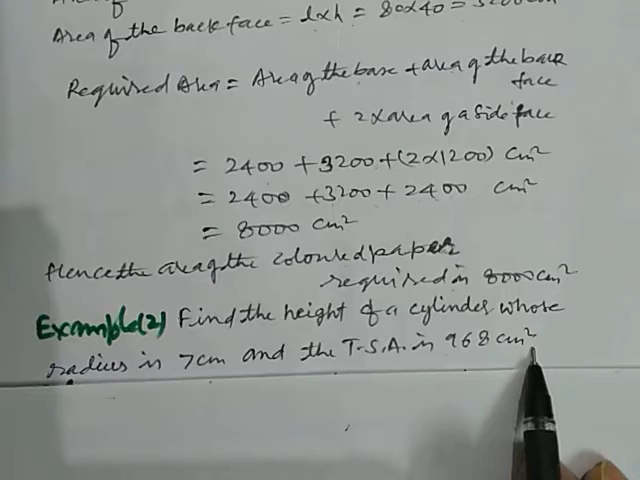 Area of the back face = l×h = 80×40 = 3200 cm
Required Area = Area of the base + area of the back
face
+ 2× area of a side face
= 2400 + 3200 + (2×1200) cm²
= 2400 + 3200 + 2400 cm²
= 8000 cm²
Hence the area of the coloured paper
required is 8000 cm²
Example(2) Find the height of a cylinder whose
radius is 7cm and the T.S.A. is 968 cm²